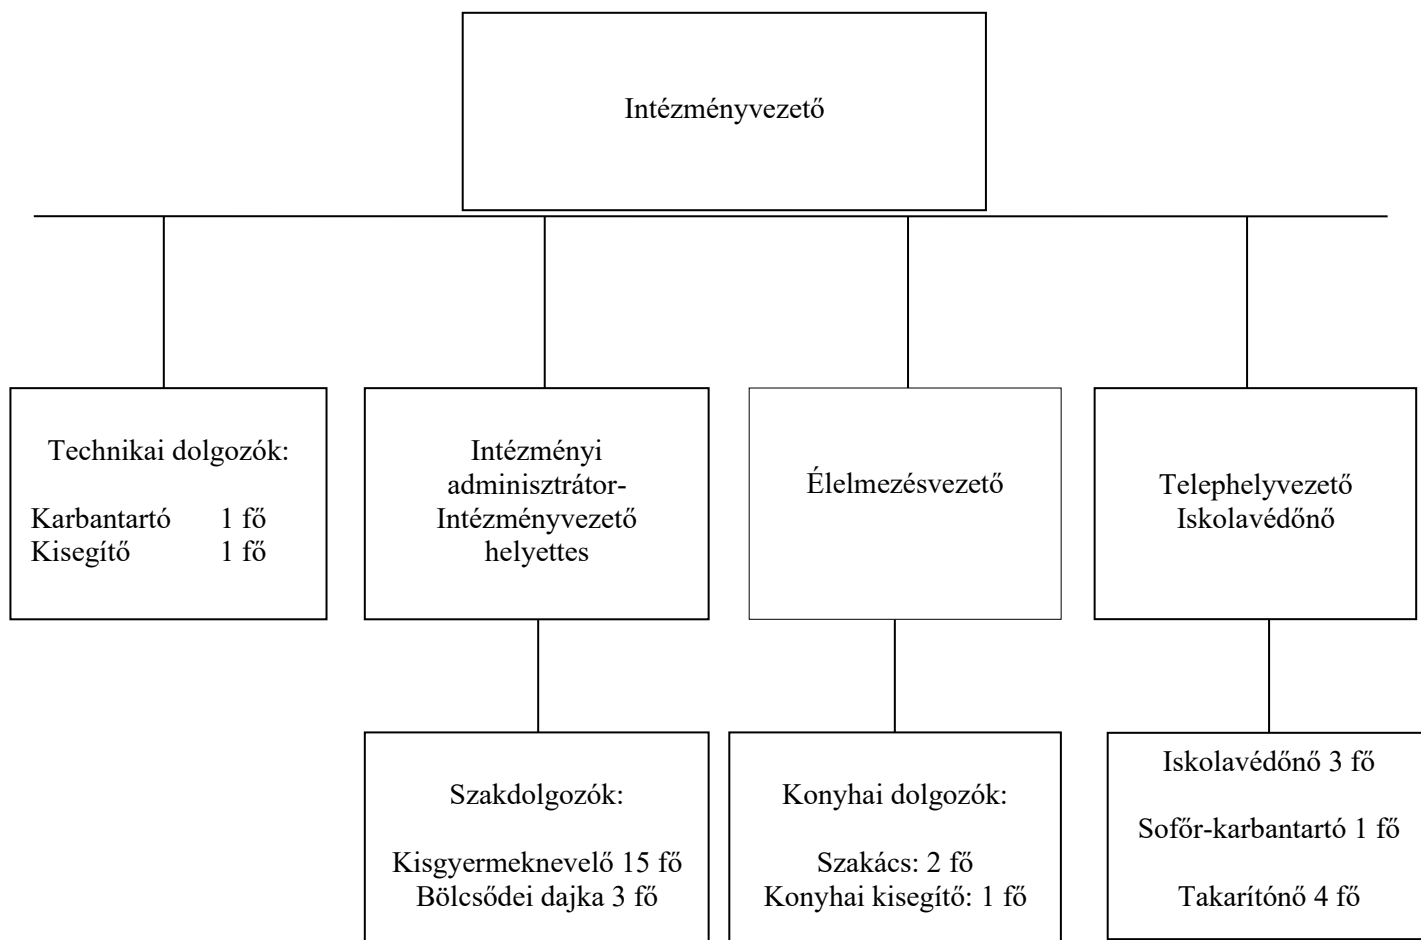 Intézményvezető
Technikai dolgozók:
Karbantartó 1 fő
Kisegítő 1 fő
Intézményi
adminisztrátor-
Intézményvezető
helyettes
Élelmezésvezető
Telephelyvezető
Iskolavédőnő
Szakdolgozók:
Kisgyermeknevelő 15 fő
Bölcsődei dajka 3 fő
Konyhai dolgozók:
Szakács: 2 fő
Konyhai kisegítő: 1 fő
Iskolavédőnő 3 fő
Sofőr-karbantartó 1 fő
Takarítónő 4 fő